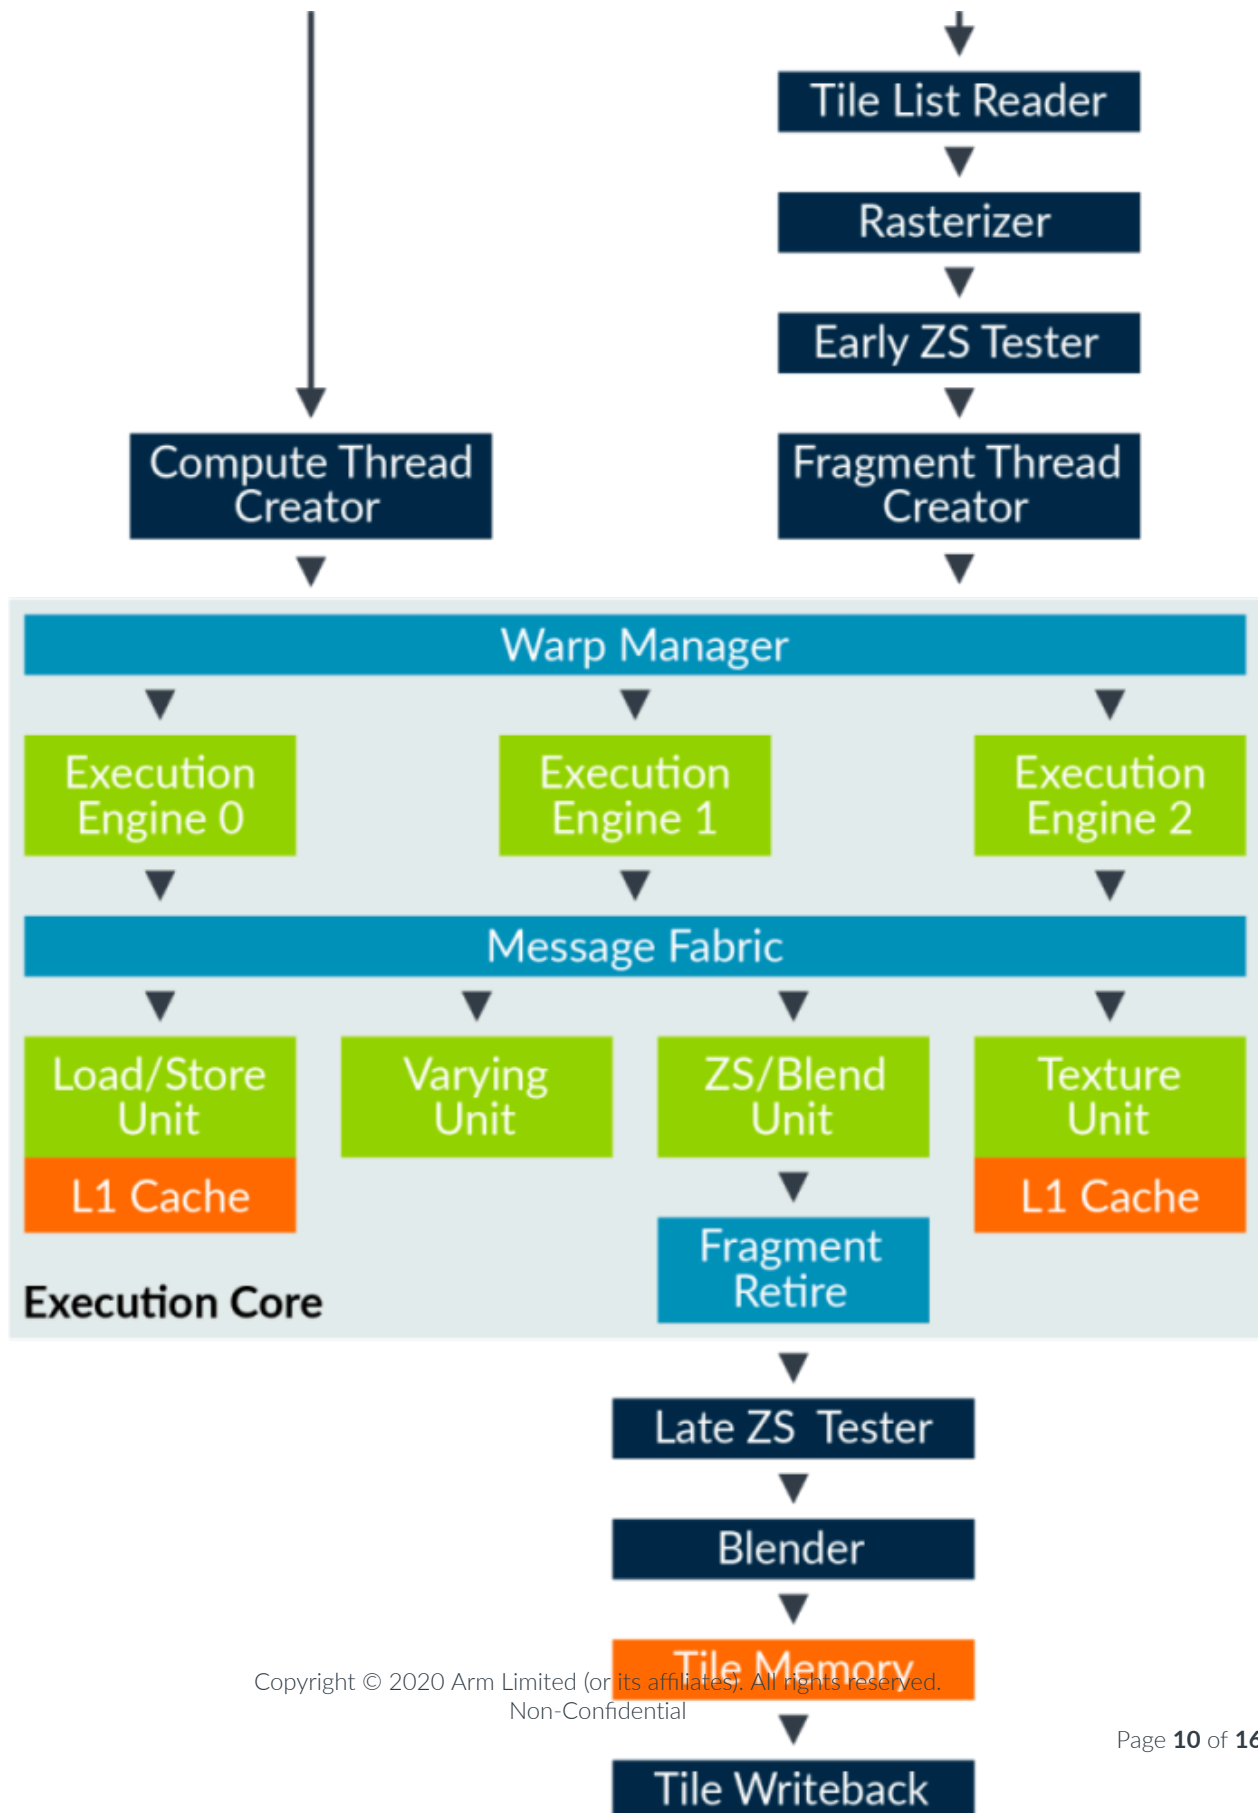 Tile List Reader
Rasterizer
Early ZS Tester
Compute Thread
Creator
Fragment Thread
Creator
Warp Manager
Execution
Engine 0
Execution
Engine 1
Execution
Engine 2
Message Fabric
Load/Store
Unit
Varying
Unit
ZS/Blend
Unit
Texture
Unit
L1 Cache
L1 Cache
Fragment
Retire
Execution Core
Late ZS Tester
Blender
Tile Memory
Copyright © 2020 Arm Limited (or its affiliates). All rights reserved.
Non-Confidential
Page 10 of 16
Tile Writeback